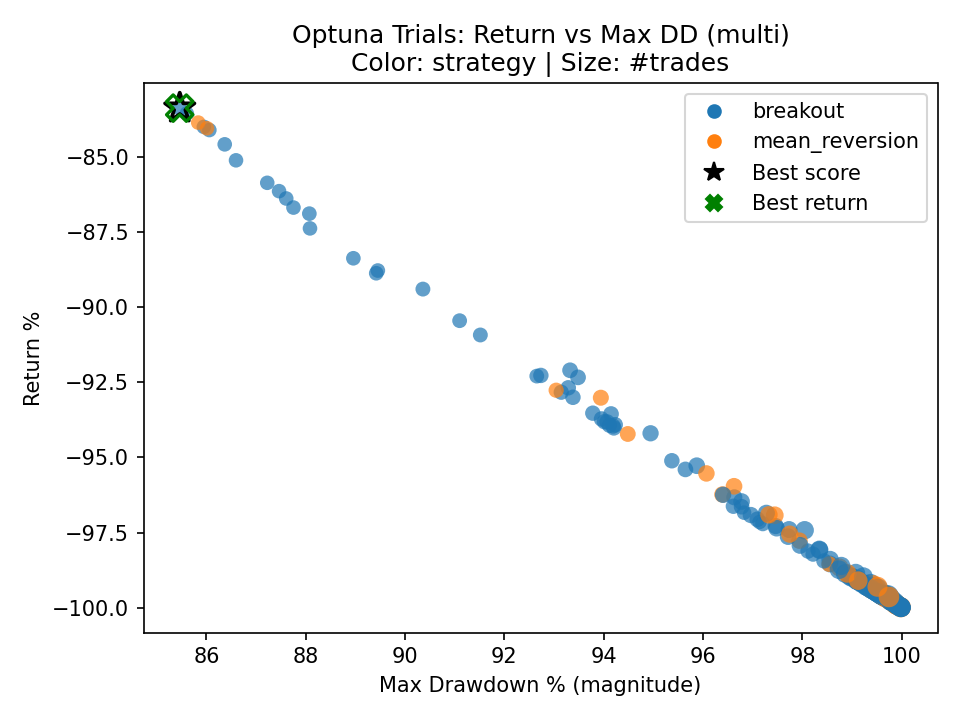 Optuna Trials: Return vs Max DD (multi)
Color: strategy | Size: #trades
breakout
mean_reversion
Best score
Best return
Return %
−85.0
−87.5
−90.0
−92.5
−95.0
−97.5
−100.0
86
88
90
92
94
96
98
100
Max Drawdown % (magnitude)